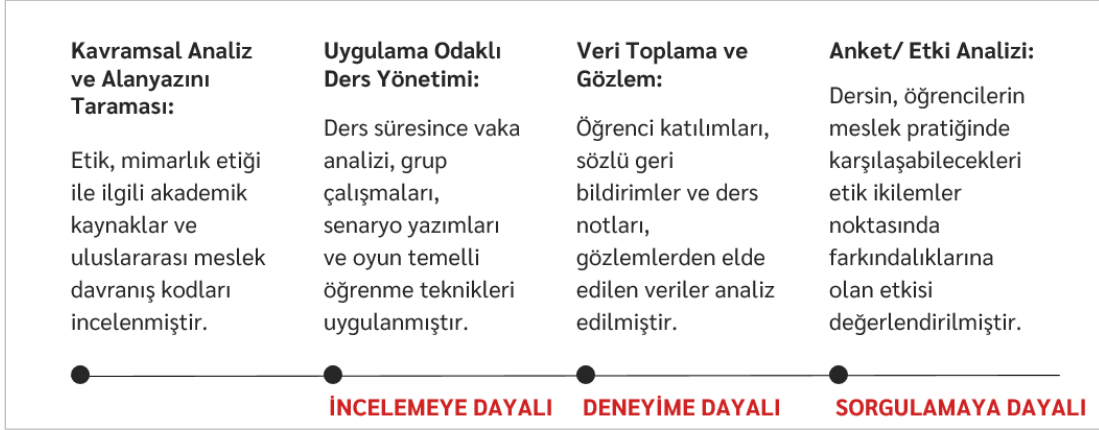 Kavramsal Analiz
ve Alanyazını
Taraması:
Etik, mimarlık etiği
ile ilgili akademik
kaynaklar ve
uluslararası meslek
davranış kodları
incelenmiştir.
Uygulama Odaklı
Ders Yönetimi:
Ders süresince vaka
analizi, grup
çalışmaları,
senaryo yazımları
ve oyun temelli
öğrenme teknikleri
uygulanmıştır.
Veri Toplama ve
Gözlem:
Öğrenci katılımları,
sözlü geri
bildirimler ve ders
notları,
gözlemlerden elde
edilen veriler analiz
edilmiştir.
Anket/ Etki Analizi:
Dersin, öğrencilerin
meslek pratiğinde
karşılaşabilecekleri
etik ikilemler
noktasında
farkındalıklarına
olan etkisi
değerlendirilmiştir.
İNCELEMEYE DAYALI
DENEYİME DAYALI
SORGULAMAYA DAYALI